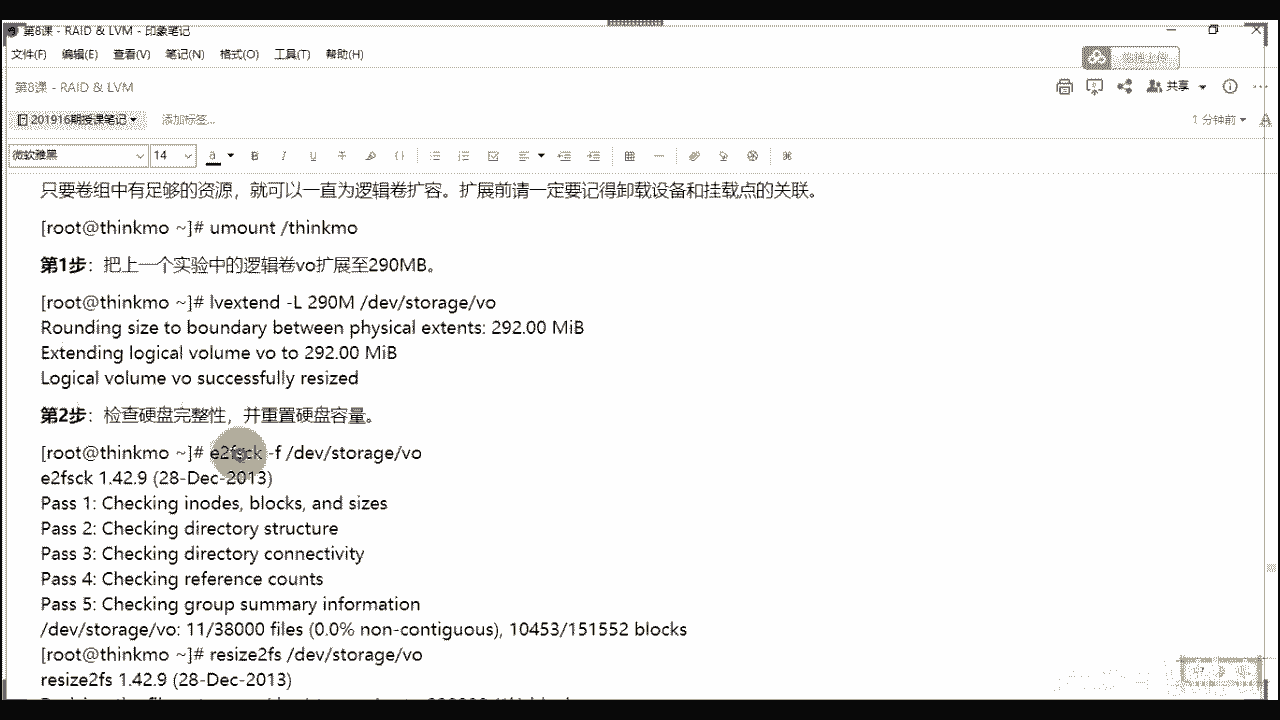 第8课 - RAID & LVM - 印象笔记
文件(F) 编辑(E) 查看(V) 笔记(N) 格式(O) 工具(T) 帮助(H)
第8课 - RAID & LVM
共享
201916期授课笔记 添加标签...
1 分钟前
微软雅黑 14
只要卷组中有足够的资源，就可以一直为逻辑卷扩容。扩展前请一定要记得卸载设备和挂载点的关联。
[root@thinkmo ~]# umount /thinkmo
第1步：把上一个实验中的逻辑卷vo扩展至290MB。
[root@thinkmo ~]# lvextend -L 290M /dev/storage/vo
Rounding size to boundary between physical extents: 292.00 MiB
Extending logical volume vo to 292.00 MiB
Logical volume vo successfully resized
第2步：检查硬盘完整性，并重置硬盘容量。
[root@thinkmo ~]# e2fsck -f /dev/storage/vo
e2fsck 1.42.9 (28-Dec-2013)
Pass 1: Checking inodes, blocks, and sizes
Pass 2: Checking directory structure
Pass 3: Checking directory connectivity
Pass 4: Checking reference counts
Pass 5: Checking group summary information
/dev/storage/vo: 11/38000 files (0.0% non-contiguous), 10453/151552 blocks
[root@thinkmo ~]# resize2fs /dev/storage/vo
resize2fs 1.42.9 (28-Dec-2013)